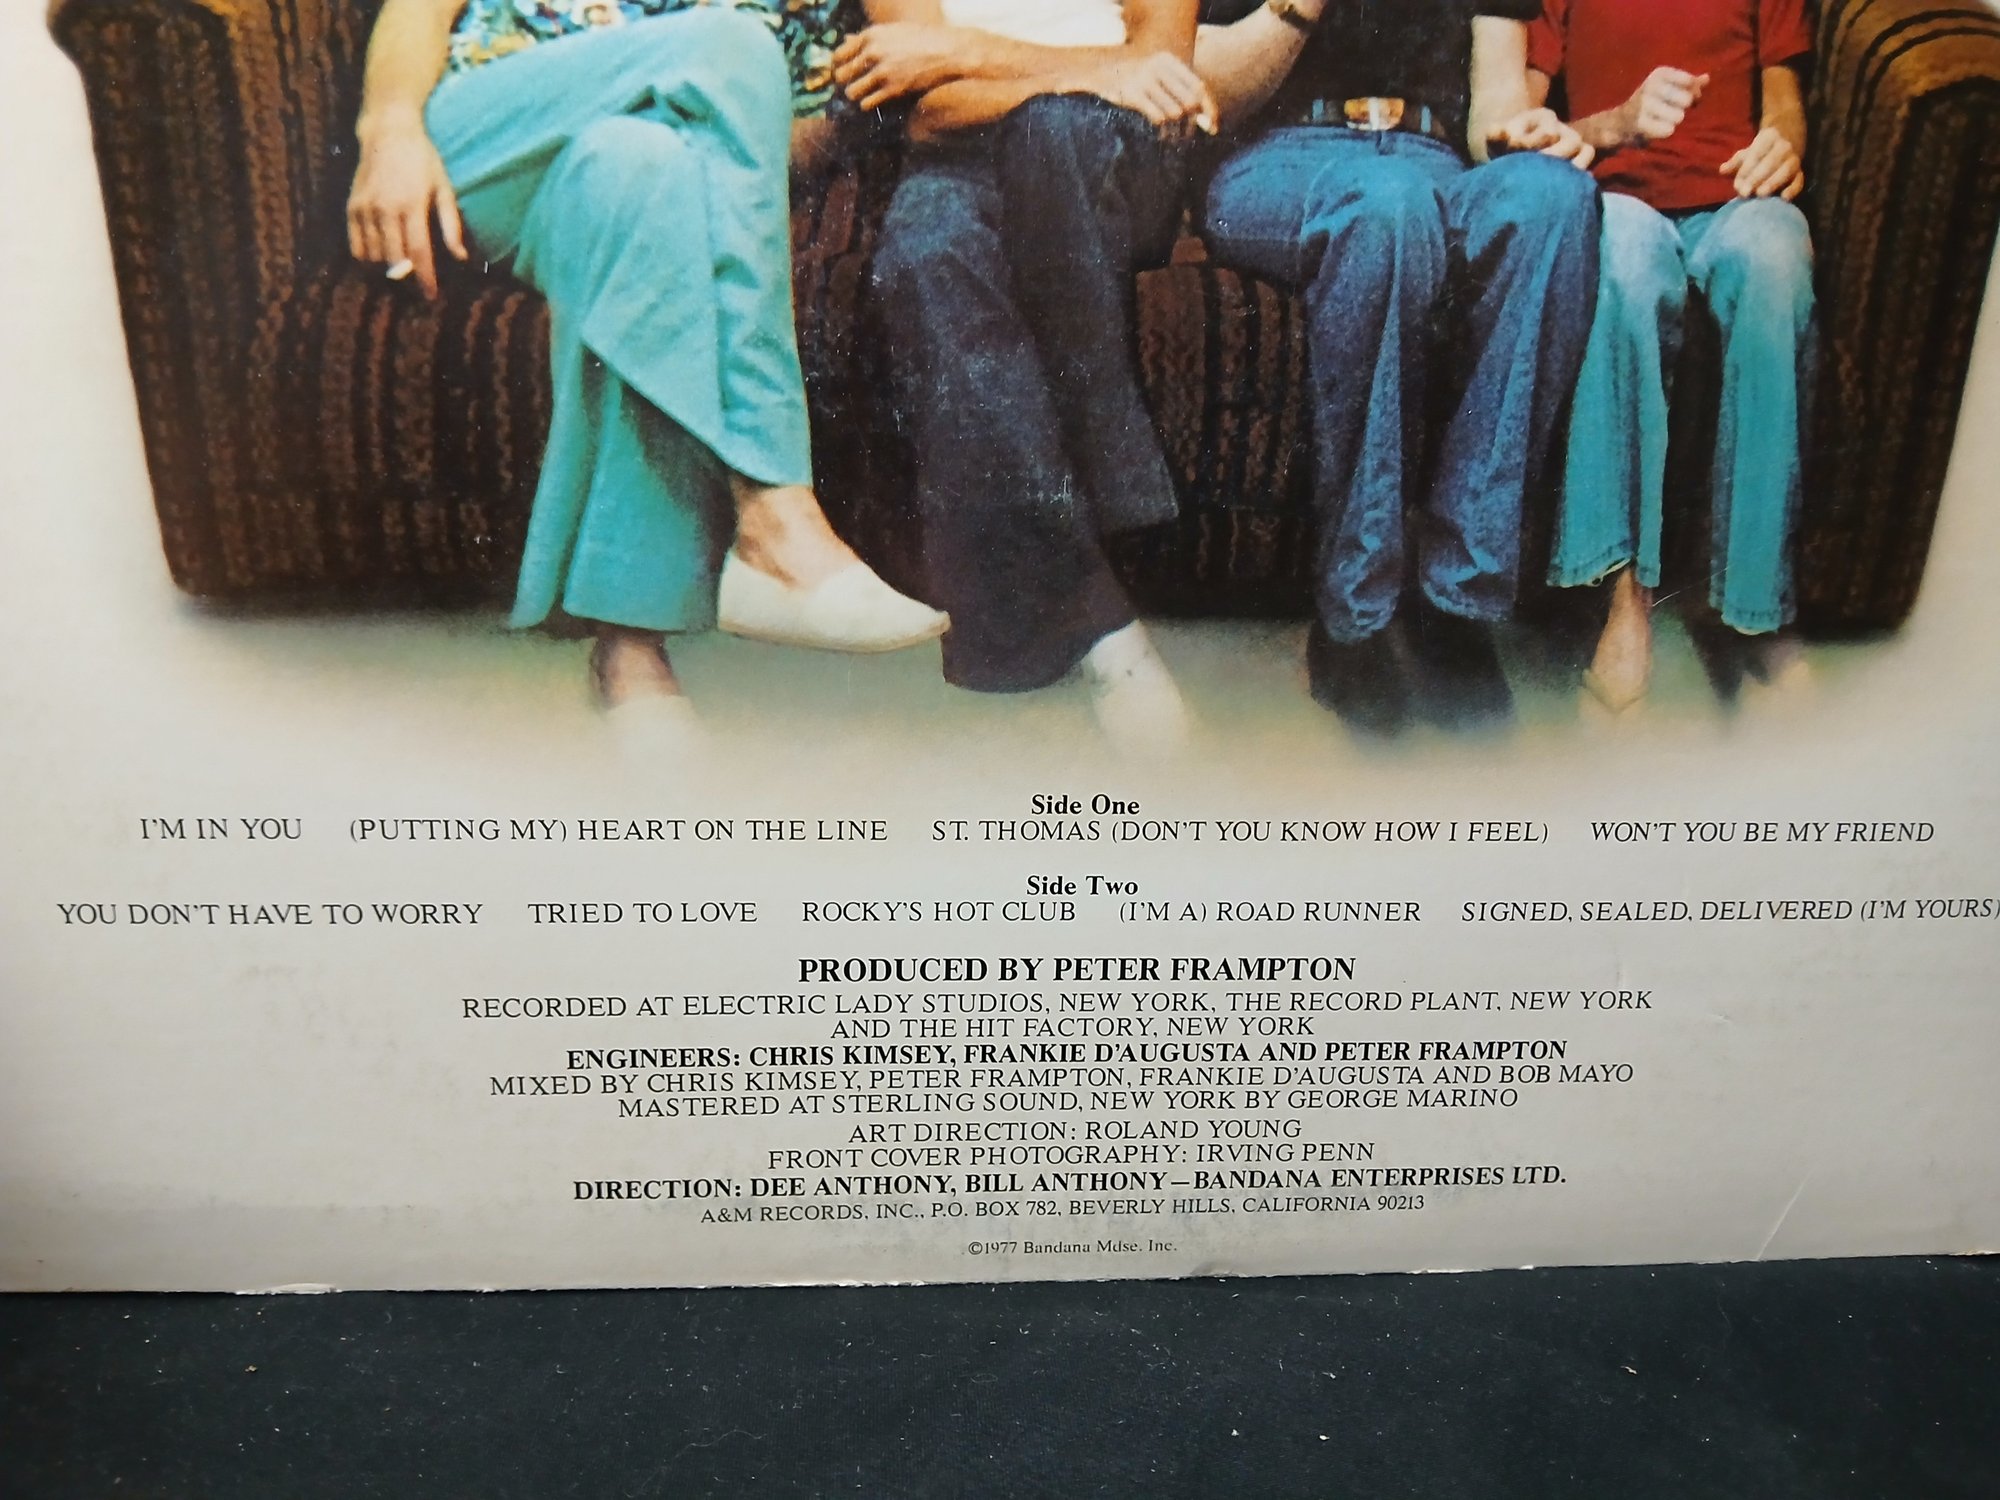 Side One
I'M IN YOU (PUTTING MY) HEART ON THE LINE ST. THOMAS (DON'T YOU KNOW HOW I FEEL) WON'T YOU BE MY FRIEND
Side Two
YOU DON'T HAVE TO WORRY TRIED TO LOVE ROCKY'S HOT CLUB (I'M A) ROAD RUNNER SIGNED, SEALED, DELIVERED (I'M YOURS)
PRODUCED BY PETER FRAMPTON
RECORDED AT ELECTRIC LADY STUDIOS, NEW YORK, THE RECORD PLANT, NEW YORK
AND THE HIT FACTORY, NEW YORK
ENGINEERS: CHRIS KIMSEY, FRANKIE D'AUGUSTA AND PETER FRAMPTON
MIXED BY CHRIS KIMSEY, PETER FRAMPTON, FRANKIE D'AUGUSTA AND BOB MAYO
MASTERED AT STERLING SOUND, NEW YORK BY GEORGE MARINO
ART DIRECTION: ROLAND YOUNG
FRONT COVER PHOTOGRAPHY: IRVING PENN
DIRECTION: DEE ANTHONY, BILL ANTHONY—BANDANA ENTERPRISES LTD.
A&M RECORDS, INC., P.O. BOX 782, BEVERLY HILLS, CALIFORNIA 90213
©1977 Bandana Mdse. Inc.